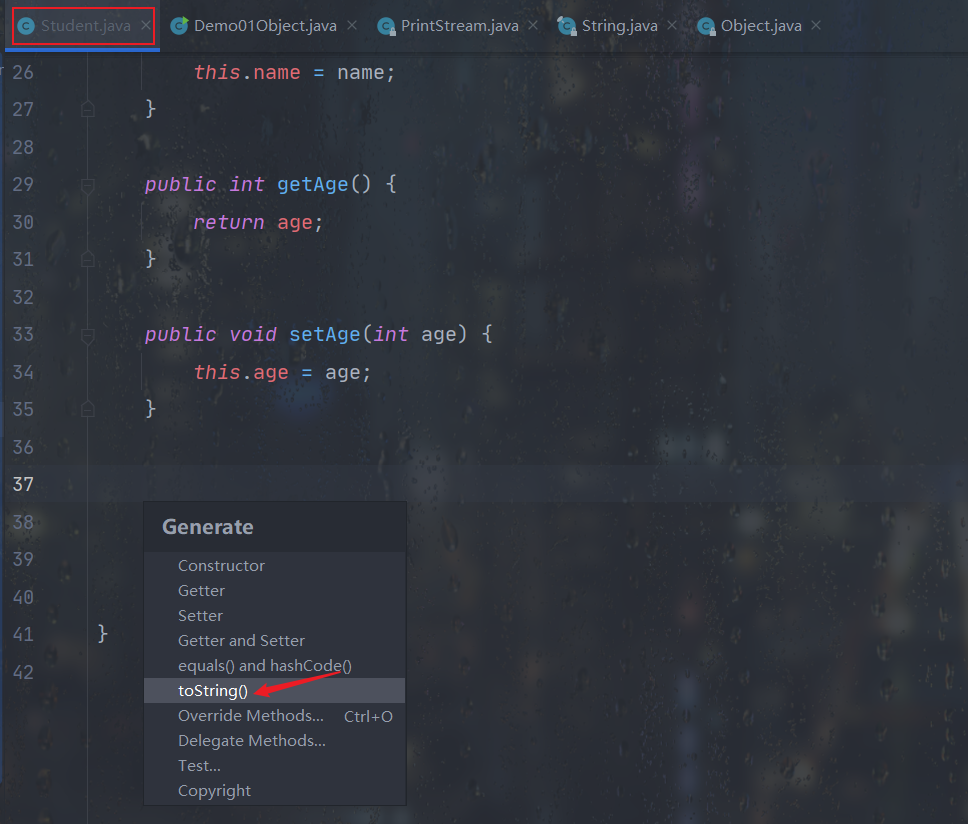 Student.java Demo01Object.java PrintStream.java String.java Object.java
26 this.name = name;
27 }
28
29 public int getAge() {
30 return age;
31 }
32
33 public void setAge(int age) {
34 this.age = age;
35 }
36
37
38
Generate
Constructor
39
Getter
40
Setter
41 }
Getter and Setter
equals() and hashCode()
42
toString()
Override Methods... Ctrl+O
Delegate Methods...
Test...
Copyright